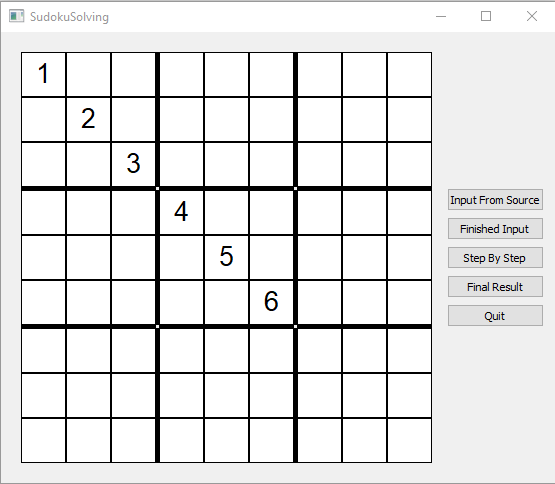 SudokuSolving
1
2
3
4
5
6
Input From Source
Finished Input
Step By Step
Final Result
Quit